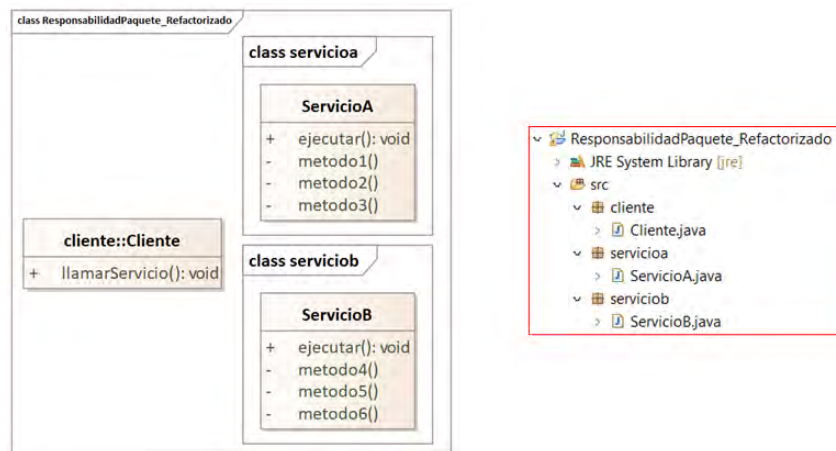 class ResponsabilidadPaquete_Refactorizado
class servicioa
ServicioA
+ ejecutar(): void
- metodo1()
- metodo2()
- metodo3()
cliente::Cliente
+ llamarServicio(): void
class serviciob
ServicioB
+ ejecutar(): void
- metodo4()
- metodo5()
- metodo6()
ResponsabilidadPaquete_Refactorizado
JRE System Library [jre]
src
cliente
Cliente.java
servicioa
ServicioA.java
serviciob
ServicioB.java